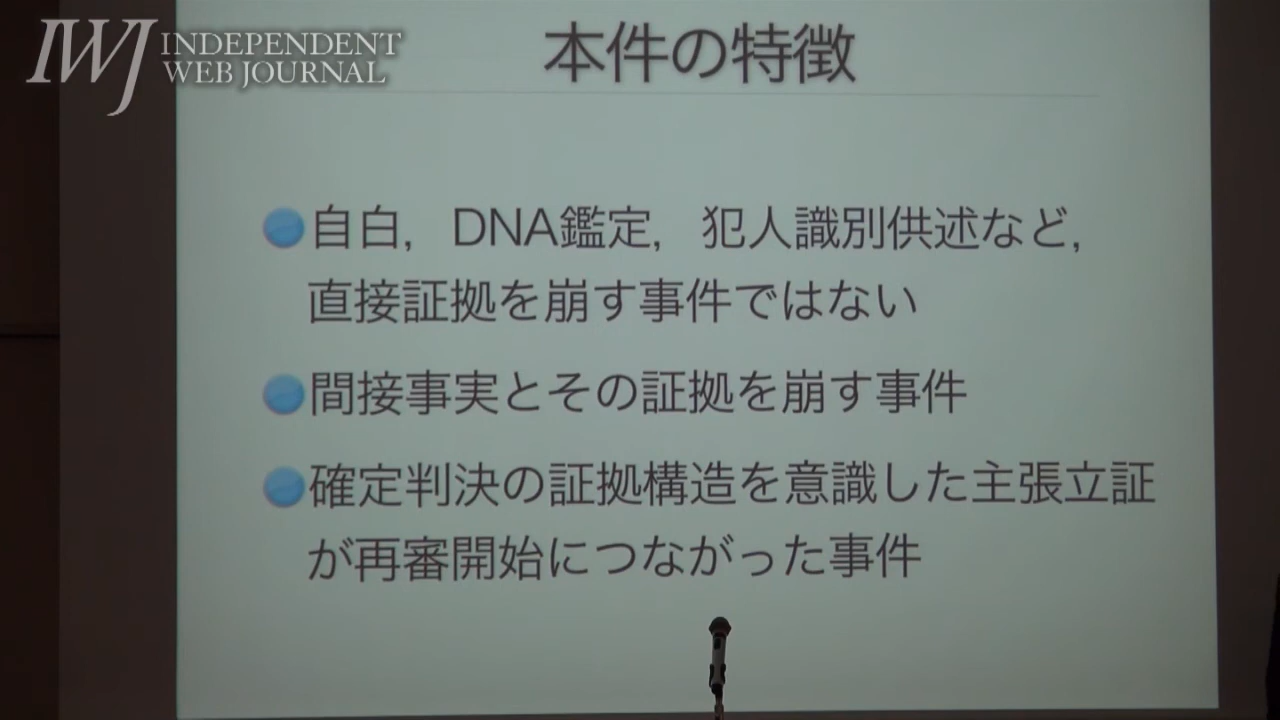 IWJ INDEPENDENT
WEB JOURNAL
本件の特徴
自白，DNA鑑定，犯人識別供述など，
直接証拠を崩す事件ではない
間接事実とその証拠を崩す事件
確定判決の証拠構造を意識した主張立証
が再審開始につながった事件